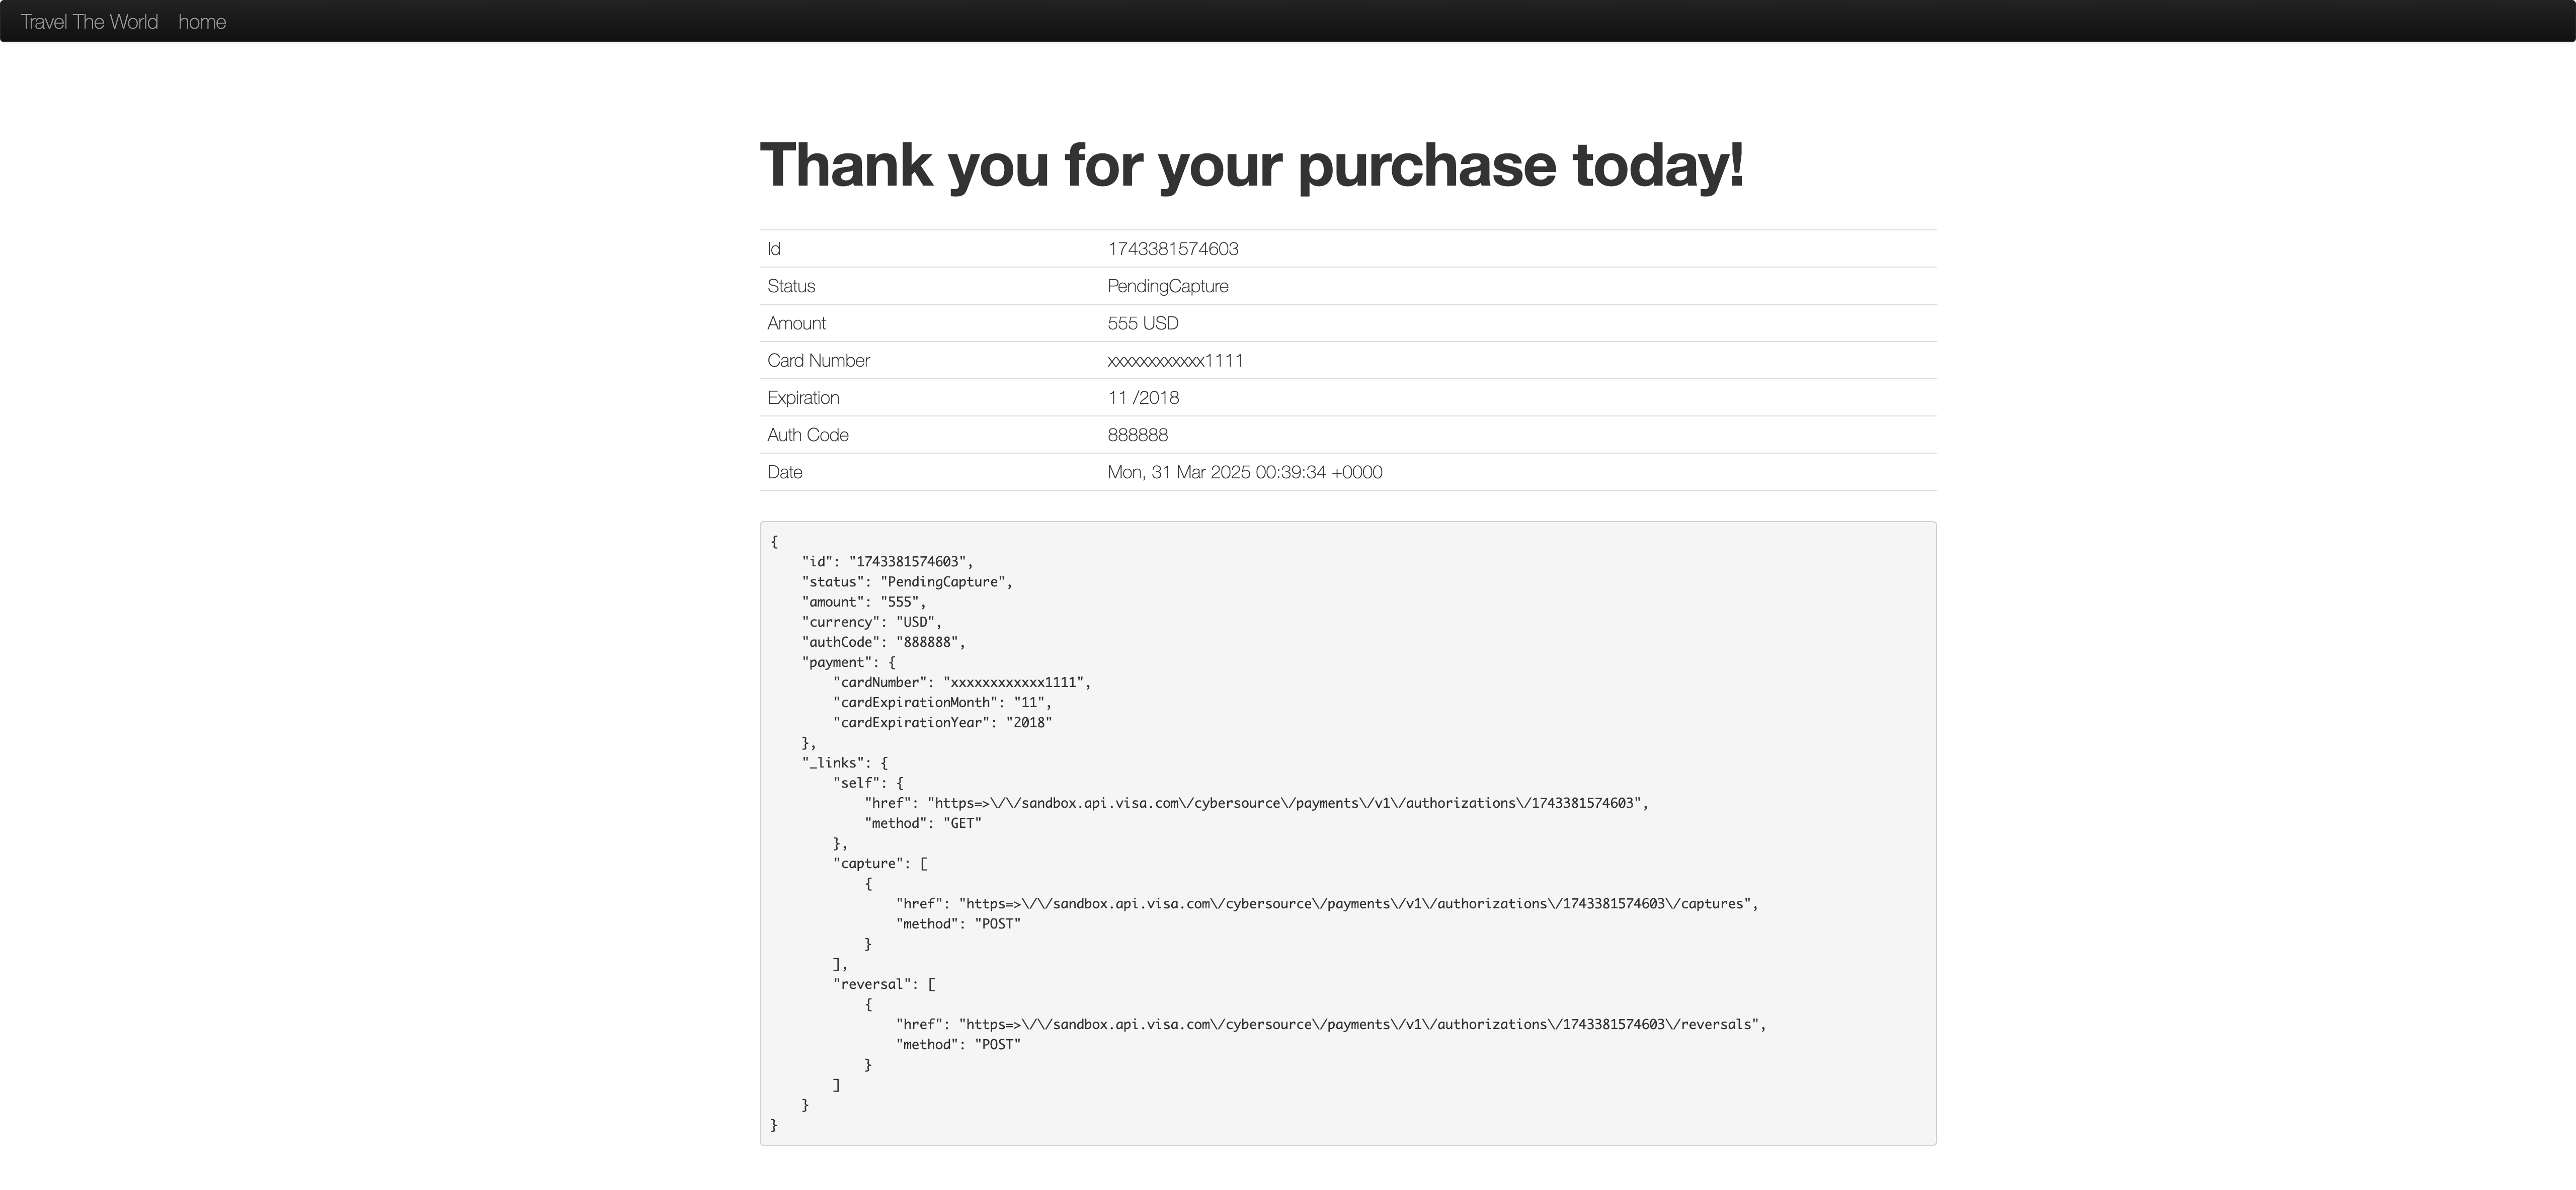 Travel The World home
Thank you for your purchase today!
Id 1743381574603
Status PendingCapture
Amount 555 USD
Card Number xxxxxxxxxxxx1111
Expiration 11 /2018
Auth Code 888888
Date Mon, 31 Mar 2025 00:39:34 +0000
{
    "id": "1743381574603",
    "status": "PendingCapture",
    "amount": "555",
    "currency": "USD",
    "authCode": "888888",
    "payment": {
        "cardNumber": "xxxxxxxxxxxx1111",
        "cardExpirationMonth": "11",
        "cardExpirationYear": "2018"
    },
    "_links": {
        "self": {
            "href": "https=>\/\/sandbox.api.visa.com\/cybersource\/payments\/v1\/authorizations\/1743381574603",
            "method": "GET"
        },
        "capture": [
            {
                "href": "https=>\/\/sandbox.api.visa.com\/cybersource\/payments\/v1\/authorizations\/1743381574603\/captures",
                "method": "POST"
            }
        ],
        "reversal": [
            {
                "href": "https=>\/\/sandbox.api.visa.com\/cybersource\/payments\/v1\/authorizations\/1743381574603\/reversals",
                "method": "POST"
            }
        ]
    }
}